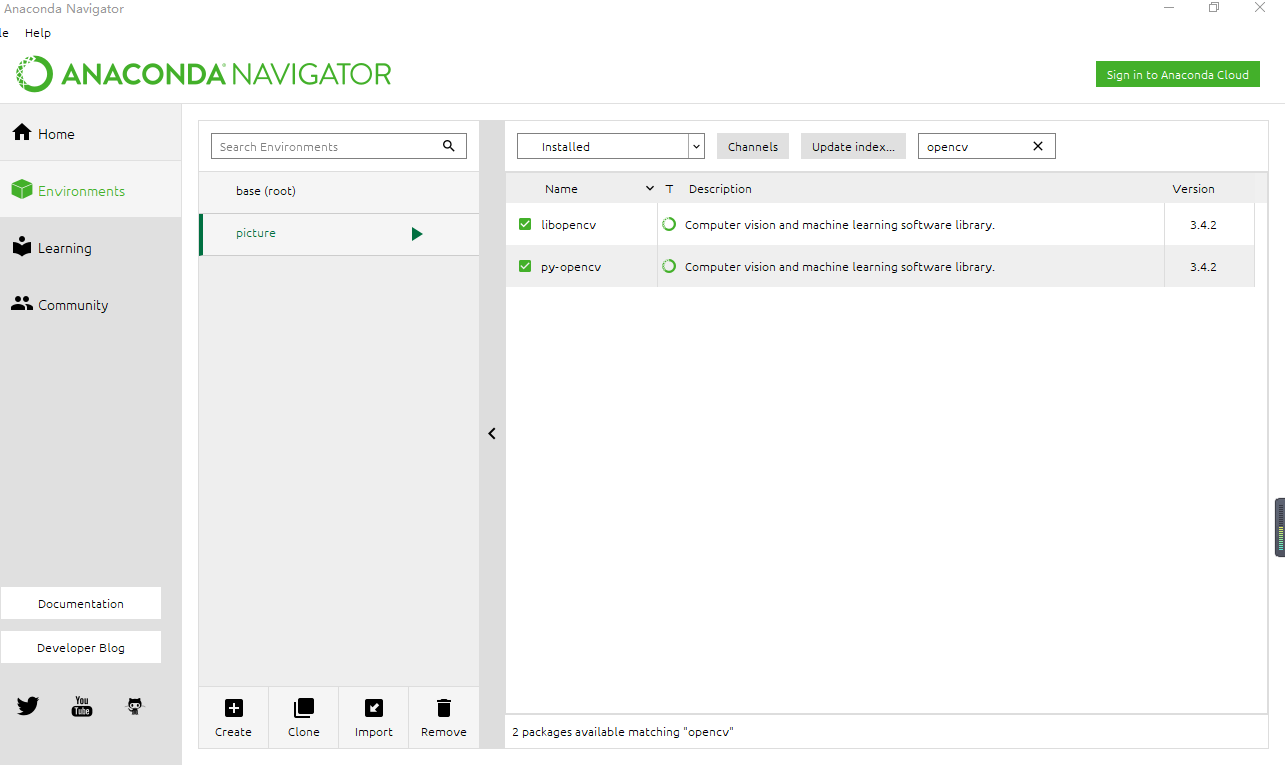 Anaconda Navigator
le Help
ANACONDA NAVIGATOR
Sign in to Anaconda Cloud
Home
Environments
Learning
Community
Documentation
Developer Blog
You
Tube
Search Environments
base (root)
picture
Create Clone Import Remove
Installed Channels Update index... opencv
Name T Description Version
libopencv Computer vision and machine learning software library. 3.4.2
py-opencv Computer vision and machine learning software library. 3.4.2
2 packages available matching "opencv"